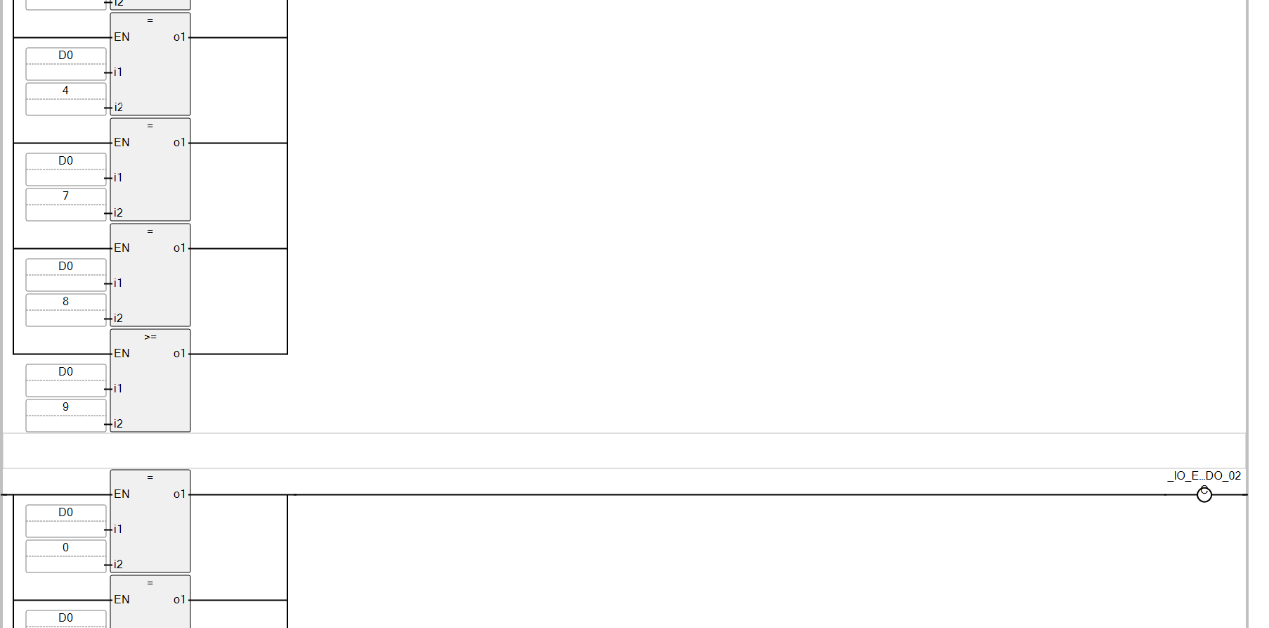 i2
=
EN o1
D0
i1
4
i2
=
EN o1
D0
i1
7
i2
=
EN o1
D0
i1
8
i2
>=
EN o1
D0
i1
9
i2
_IO_E...DO_02
=
EN o1
D0
i1
0
i2
=
EN o1
D0